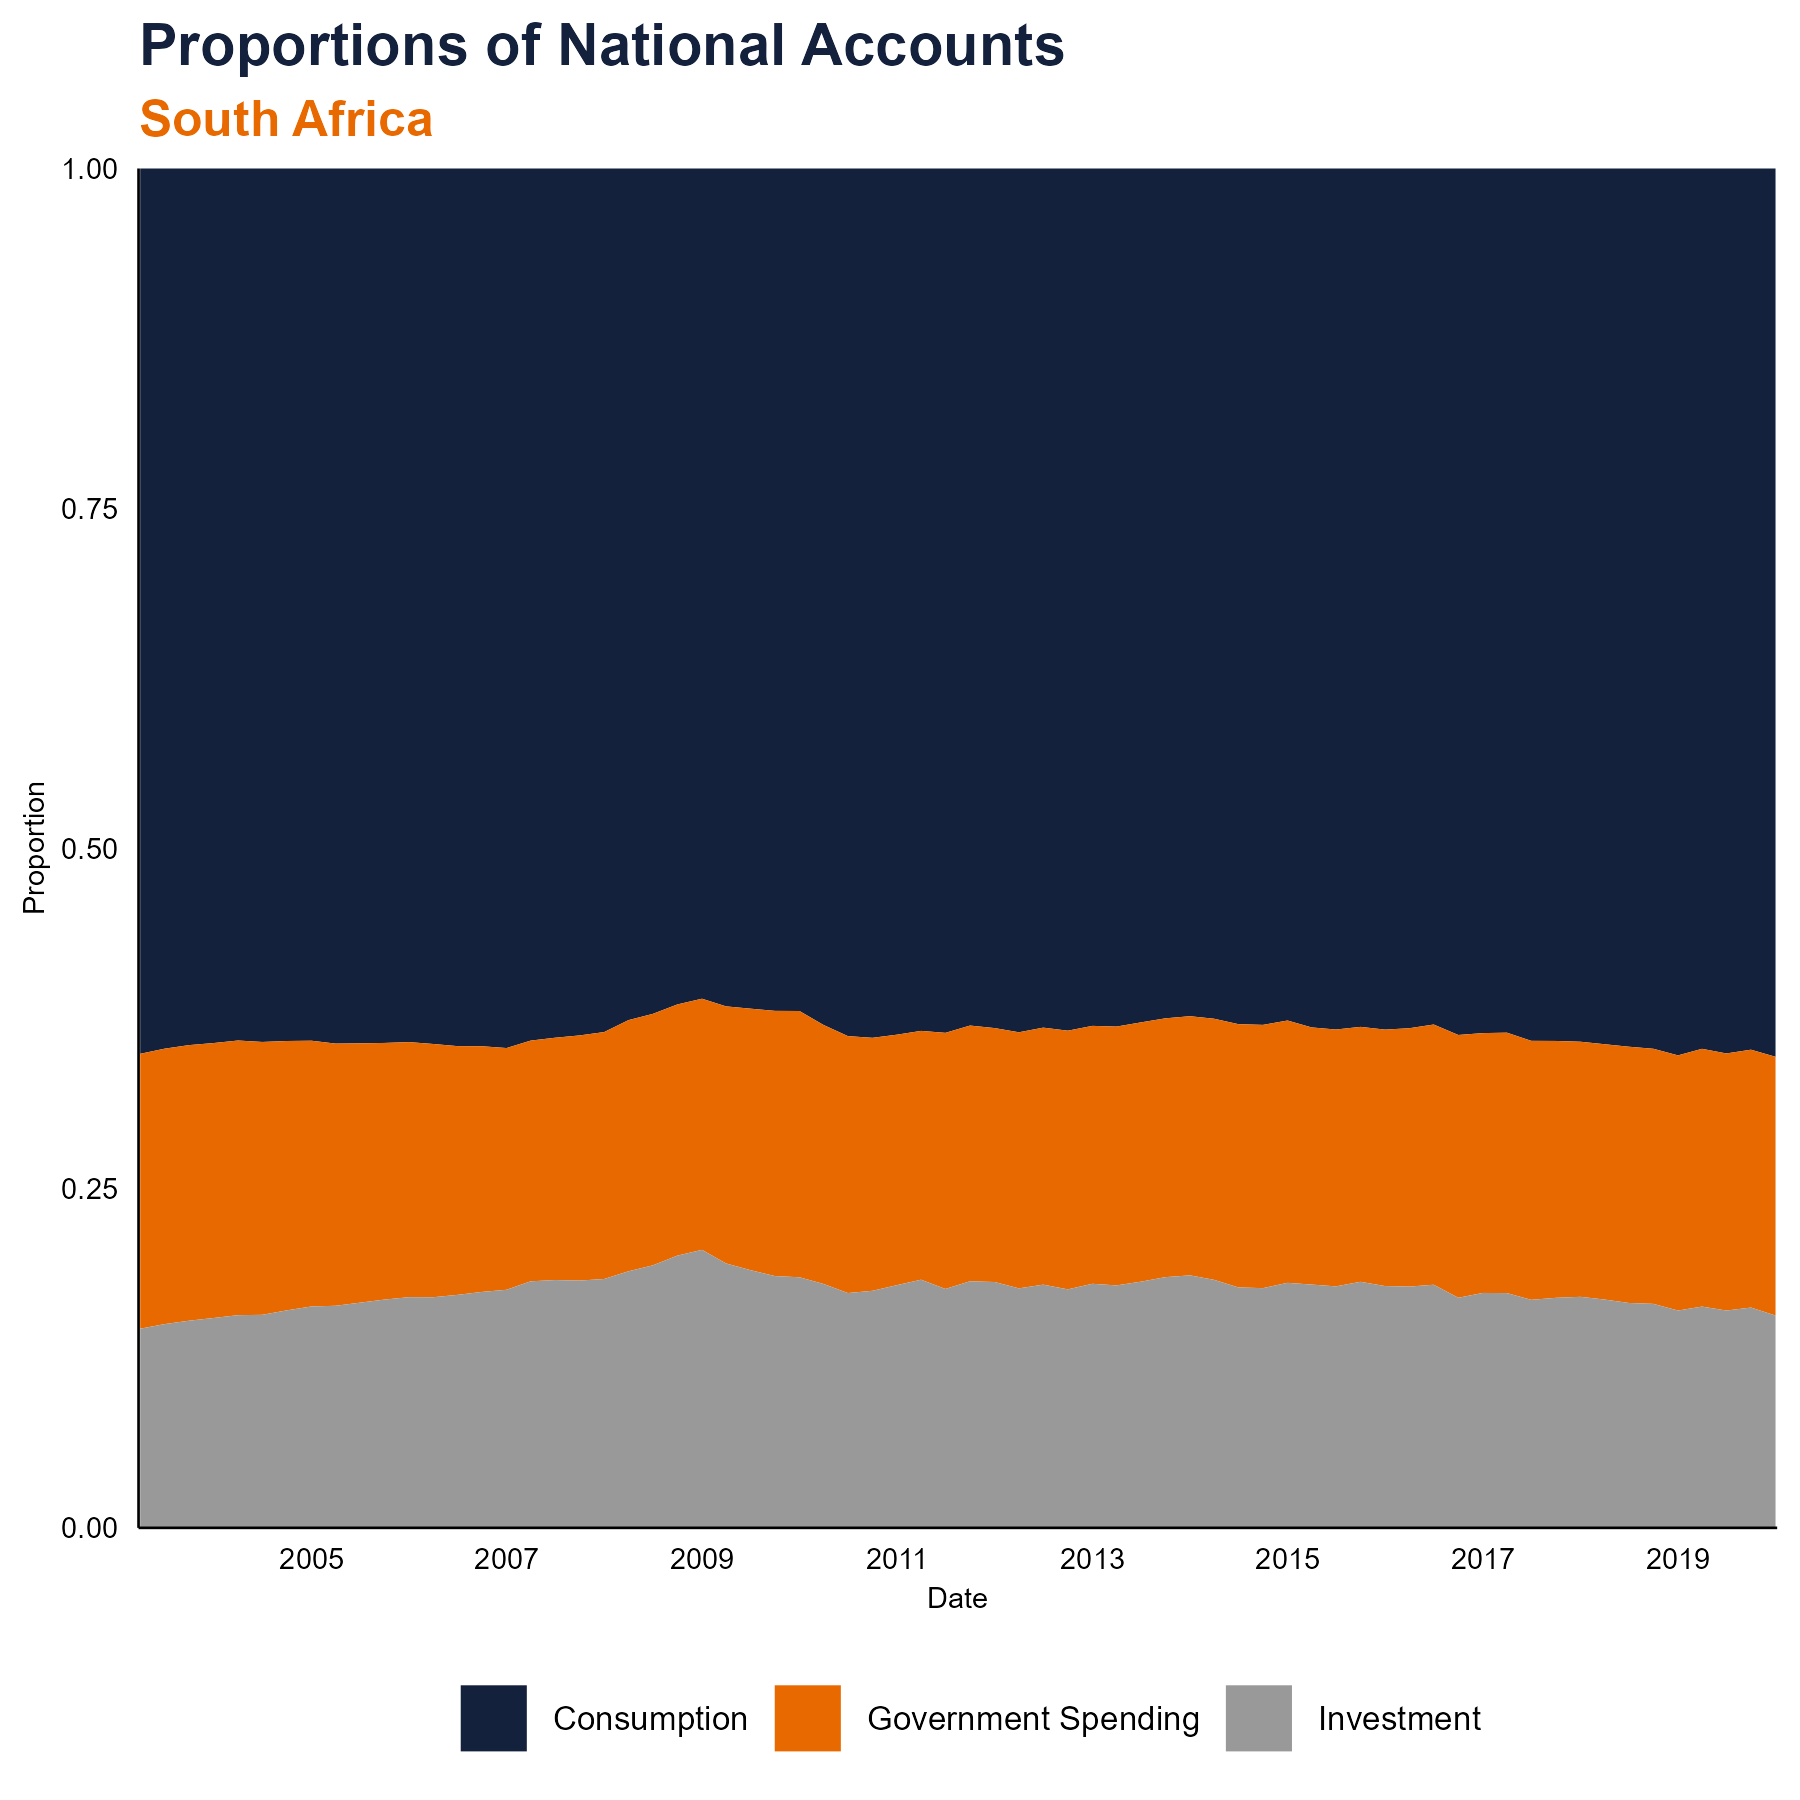 Proportions of National Accounts
South Africa
1.00
0.75
0.50
0.25
0.00
Proportion
2005 2007 2009 2011 2013 2015 2017 2019
Date
Consumption Government Spending Investment